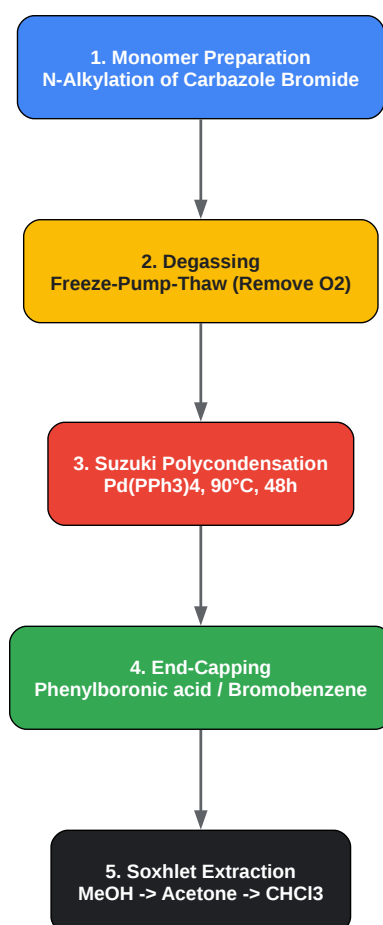 1. Monomer Preparation
N-Alkylation of Carbazole Bromide
2. Degassing
Freeze-Pump-Thaw (Remove O2)
3. Suzuki Polycondensation
Pd(PPh3)4, 90°C, 48h
4. End-Capping
Phenylboronic acid / Bromobenzene
5. Soxhlet Extraction
MeOH -> Acetone -> CHCl3